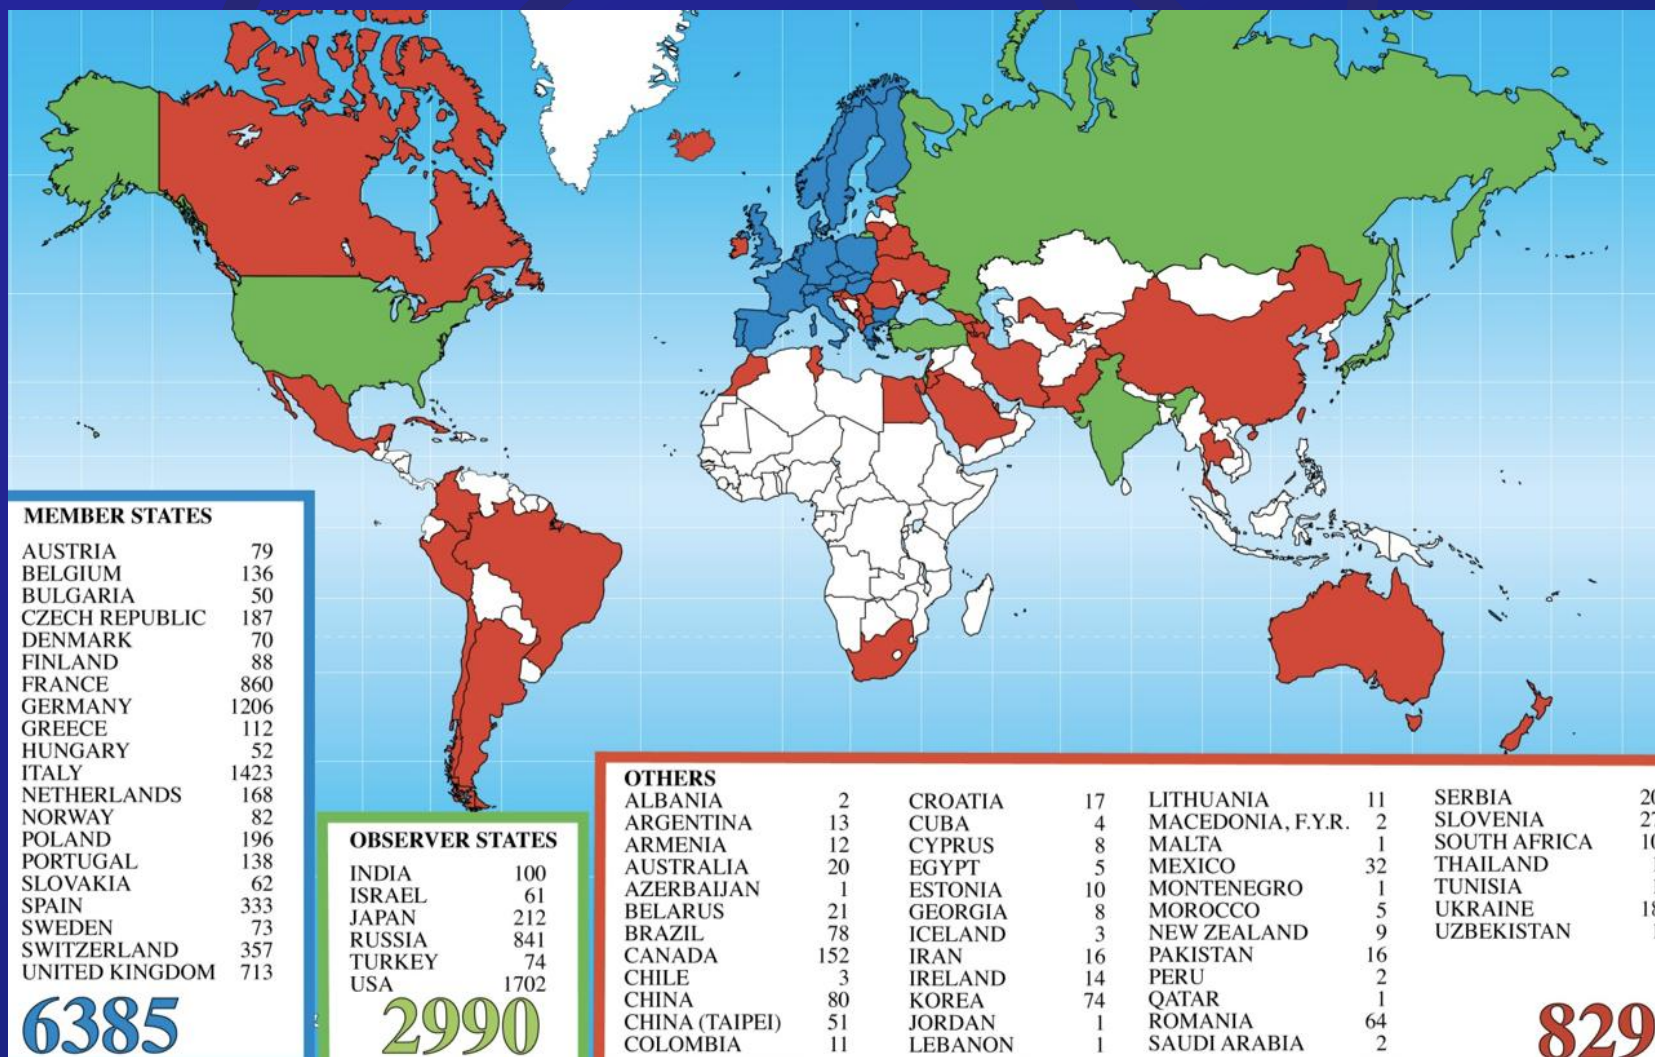 MEMBER STATES
AUSTRIA 79
BELGIUM 136
BULGARIA 50
CZECH REPUBLIC 187
DENMARK 70
FINLAND 88
FRANCE 860
GERMANY 1206
GREECE 112
HUNGARY 52
ITALY 1423
NETHERLANDS 168
NORWAY 82
POLAND 196
PORTUGAL 138
SLOVAKIA 62
SPAIN 333
SWEDEN 73
SWITZERLAND 357
UNITED KINGDOM 713
6385
OBSERVER STATES
INDIA 100
ISRAEL 61
JAPAN 212
RUSSIA 841
TURKEY 74
USA 1702
2990
OTHERS
ALBANIA 2
ARGENTINA 13
ARMENIA 12
AUSTRALIA 20
AZERBAIJAN 1
BELARUS 21
BRAZIL 78
CANADA 152
CHILE 3
CHINA 80
CHINA (TAIPEI) 51
COLOMBIA 11
CROATIA 17
CUBA 4
CYPRUS 8
EGYPT 5
ESTONIA 10
GEORGIA 8
ICELAND 3
IRAN 16
IRELAND 14
KOREA 74
JORDAN 1
LEBANON 1
LITHUANIA 11
MACEDONIA, F.Y.R. 2
MALTA 1
MEXICO 32
MONTENEGRO 1
MOROCCO 5
NEW ZEALAND 9
PAKISTAN 16
PERU 2
QATAR 1
ROMANIA 64
SAUDI ARABIA 2
SERBIA
SLOVENIA
SOUTH AFRICA
THAILAND
TUNISIA
UKRAINE
UZBEKISTAN
829